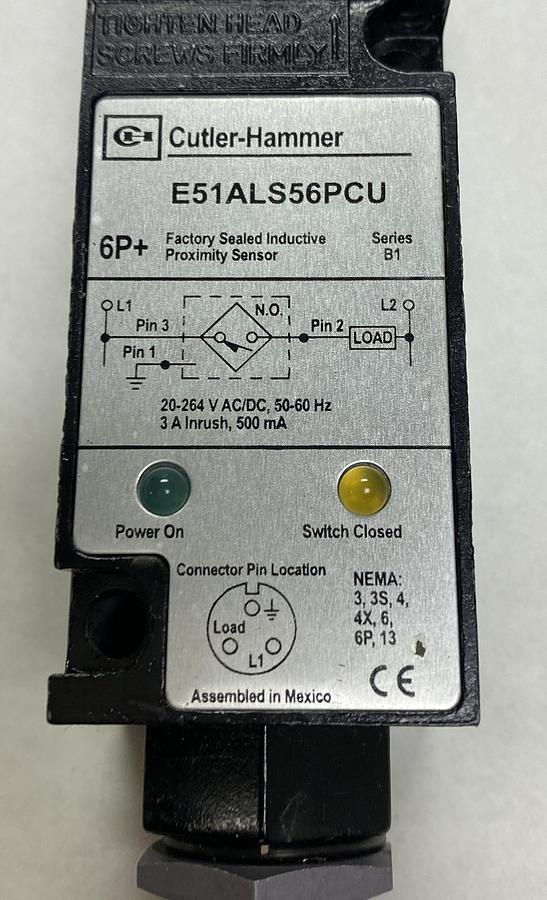 TIGHTEN HEAD
SCREWS FIRMLY
CH Cutler-Hammer
E51ALS56PCU
6P+ Factory Sealed Inductive Series
Proximity Sensor B1
L1 N.O. L2
Pin 3 Pin 2 LOAD
Pin 1
20-264 V AC/DC, 50-60 Hz
3 A Inrush, 500 mA
Power On Switch Closed
Connector Pin Location
Load
L1
NEMA:
3, 3S, 4,
4X, 6,
6P, 13
CE
Assembled in Mexico